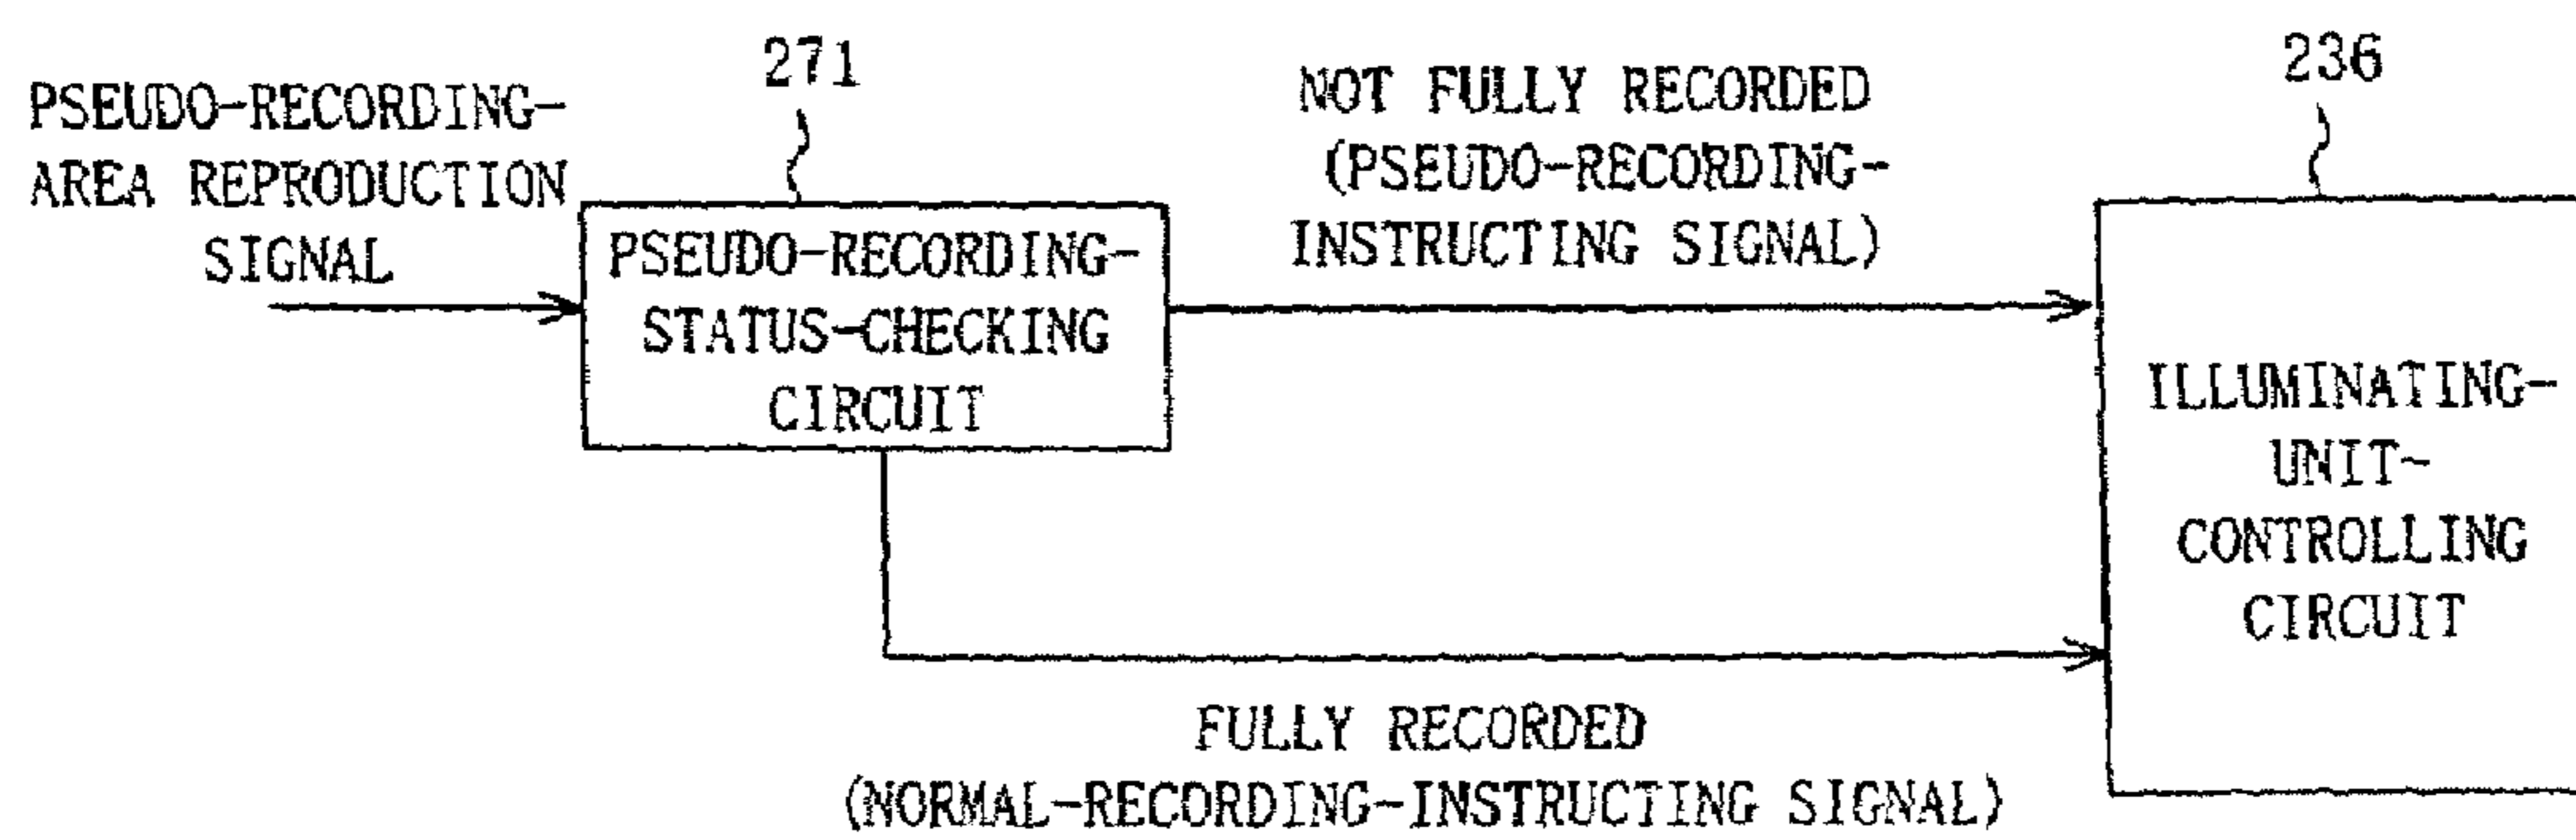 PSEUDO-RECORDING-
AREA REPRODUCTION
SIGNAL
271
PSEUDO-RECORDING-
STATUS-CHECKING
CIRCUIT
NOT FULLY RECORDED
(PSEUDO-RECORDING-
INSTRUCTING SIGNAL)
FULLY RECORDED
(NORMAL-RECORDING-INSTRUCTING SIGNAL)
236
ILLUMINATING-
UNIT-
CONTROLLING
CIRCUIT